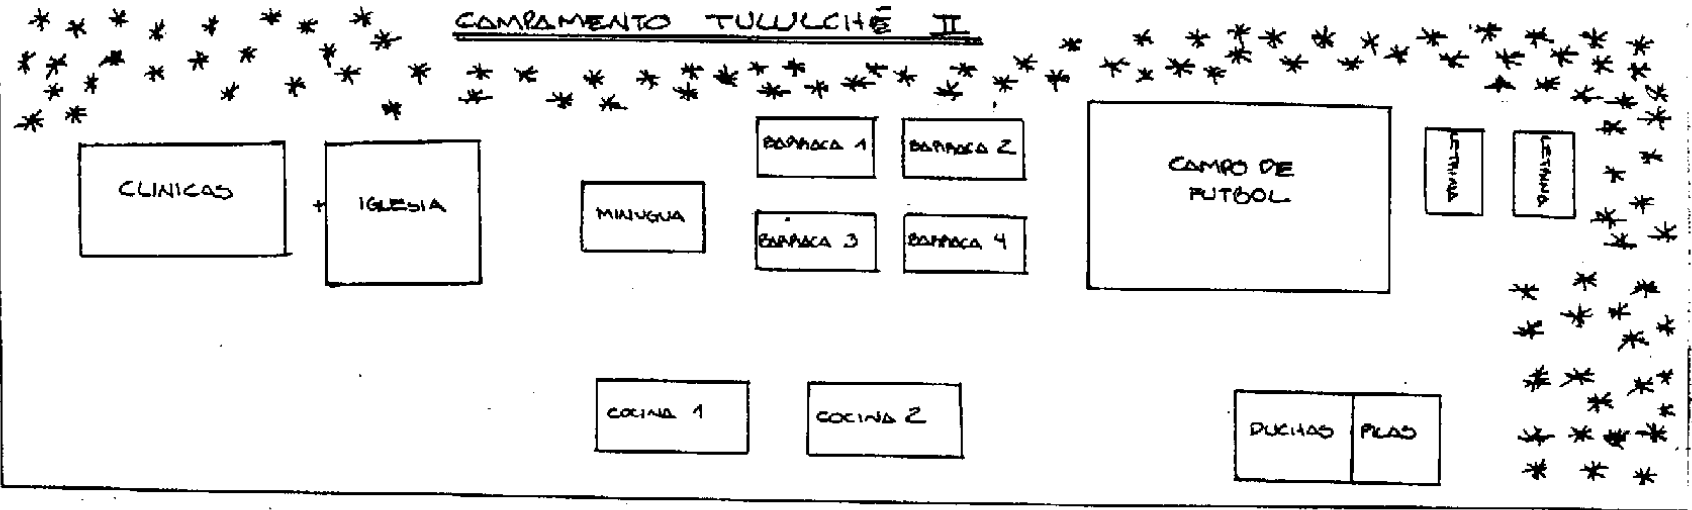 CAMPAMENTO TULULCHÉ II
CLINICAS
IGLESIA
MINUGUA
BARRACA 1
BARRACA 2
BARRACA 3
BARRACA 4
CAMPO DE
FUTBOL
LETRINA
LETRINA
COCINA 1
COCINA 2
DUCHAS
PILAS